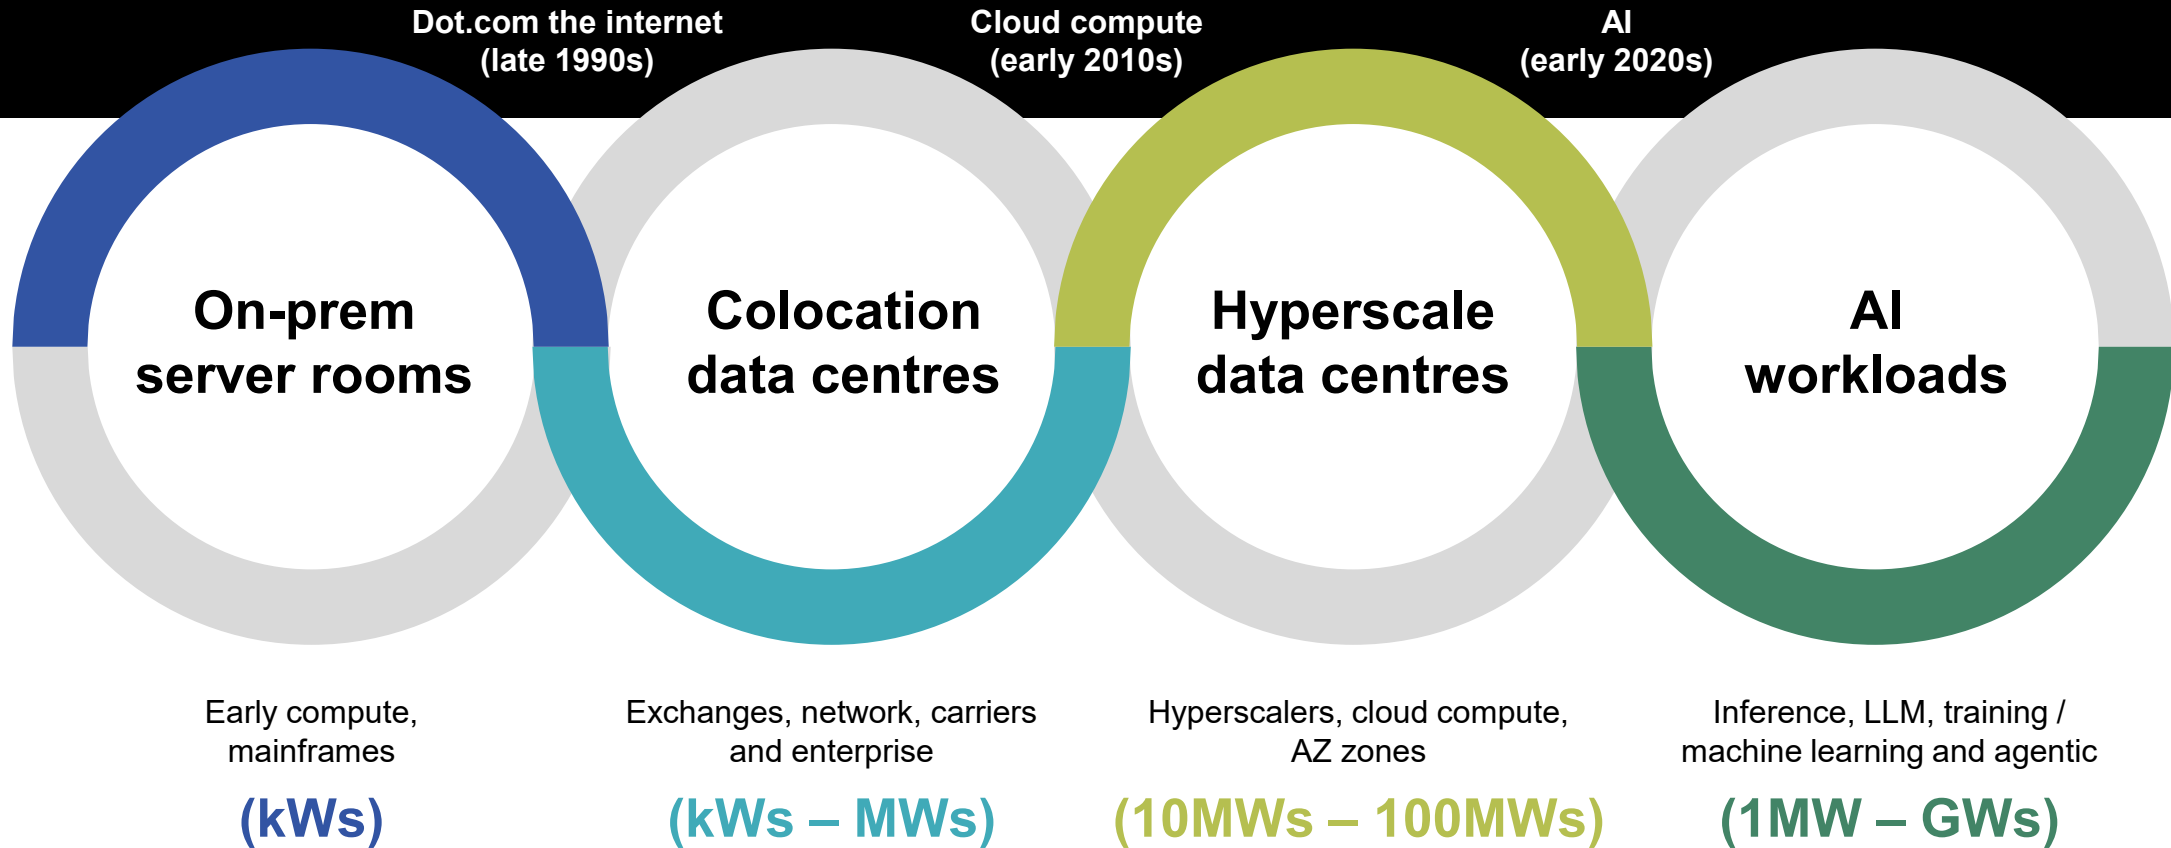 Dot.com the internet
(late 1990s)
Cloud compute
(early 2010s)
AI
(early 2020s)
On-prem
server rooms
Colocation
data centres
Hyperscale
data centres
AI
workloads
Early compute,
mainframes
(kWs)
Exchanges, network, carriers
and enterprise
(kWs – MWs)
Hyperscalers, cloud compute,
AZ zones
(10MWs – 100MWs)
Inference, LLM, training /
machine learning and agentic
(1MW – GWs)